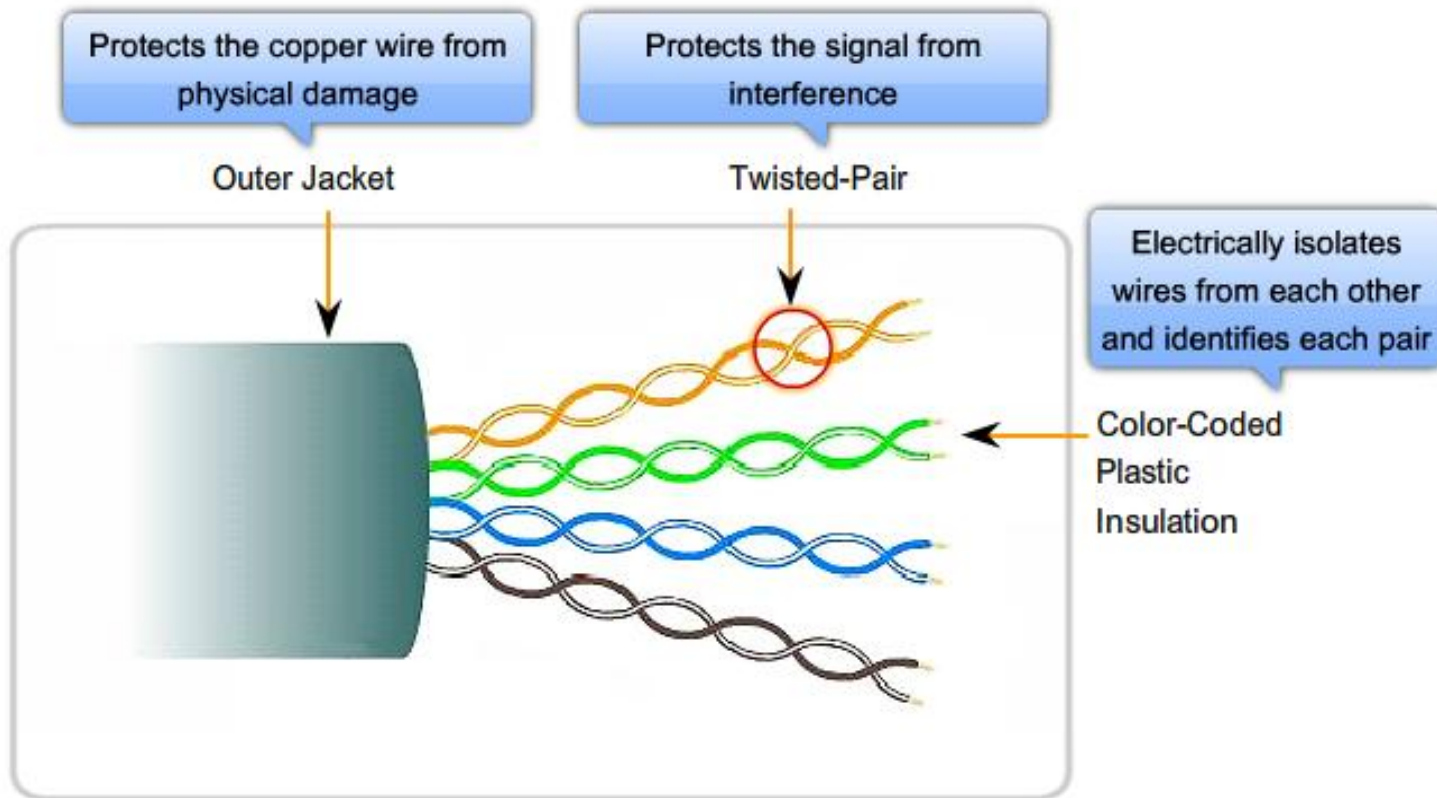 Protects the copper wire from
physical damage
Outer Jacket
Protects the signal from
interference
Twisted-Pair
Electrically isolates
wires from each other
and identifies each pair
Color-Coded
Plastic
Insulation